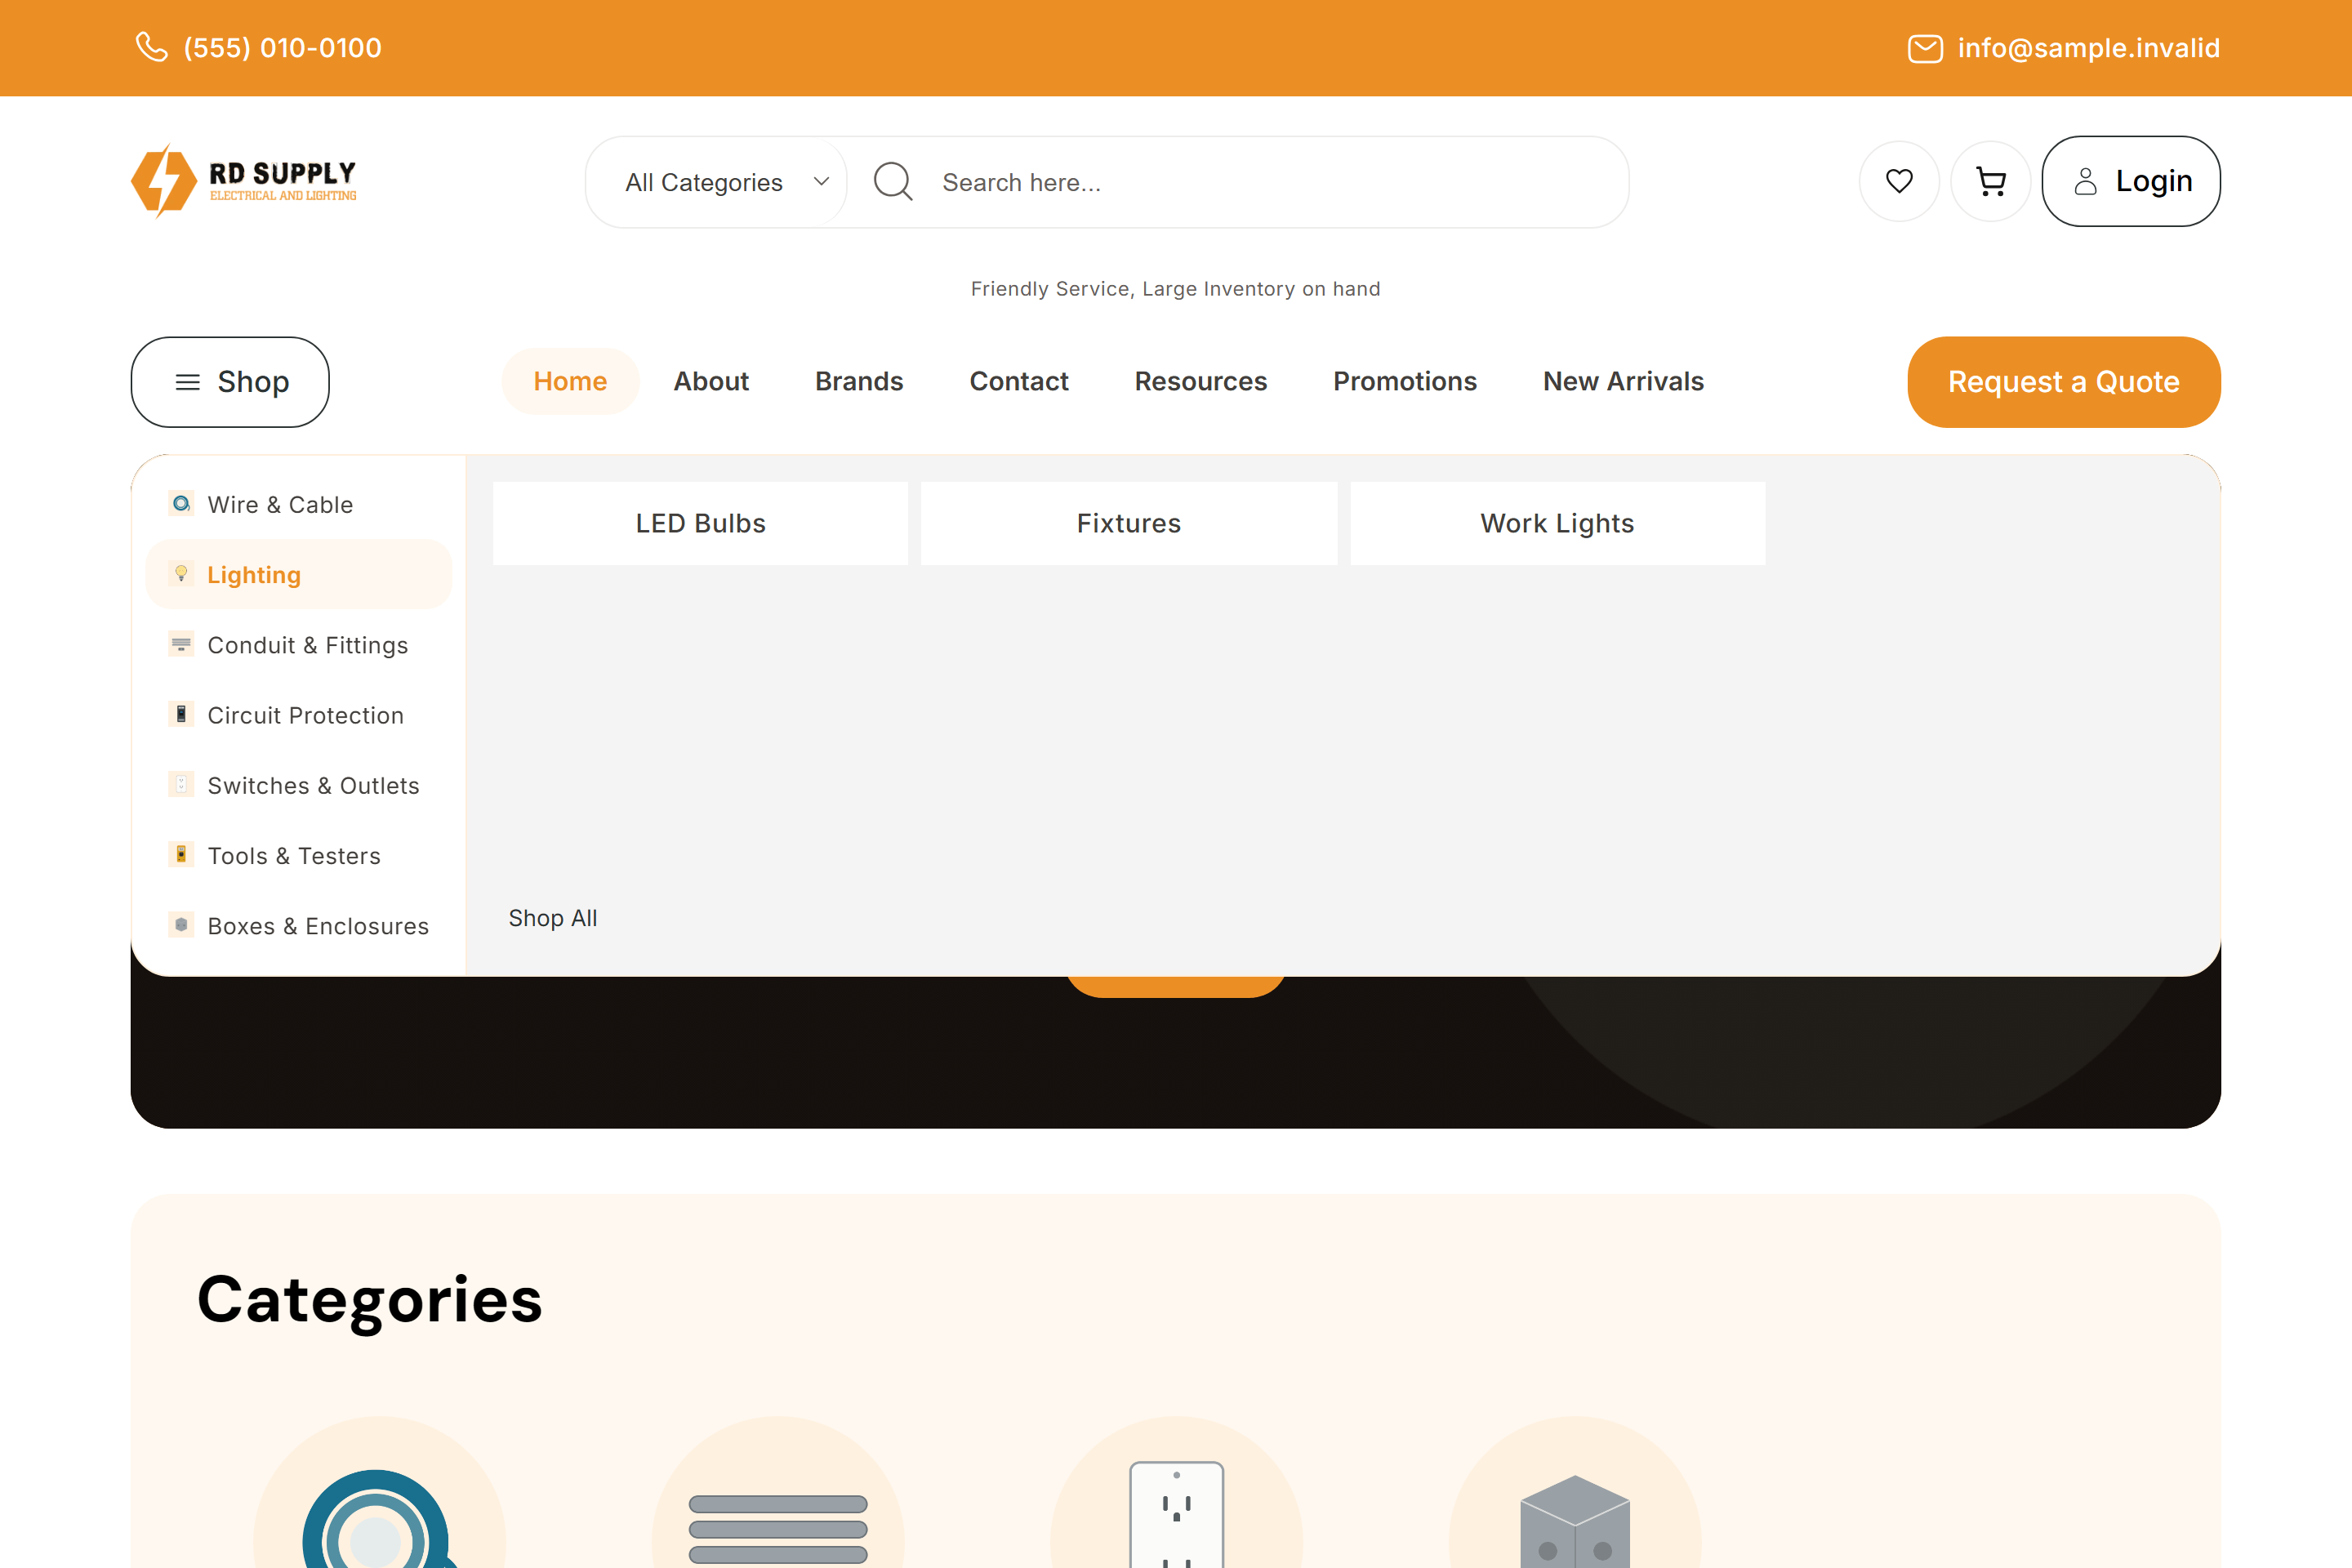 (555) 010-0100
info@sample.invalid
RD SUPPLY
ELECTRICAL AND LIGHTING
All Categories
Search here...
Login
Friendly Service, Large Inventory on hand
Shop
Home
About
Brands
Contact
Resources
Promotions
New Arrivals
Request a Quote
Wire & Cable
Lighting
Conduit & Fittings
Circuit Protection
Switches & Outlets
Tools & Testers
Boxes & Enclosures
LED Bulbs
Fixtures
Work Lights
Shop All
Categories